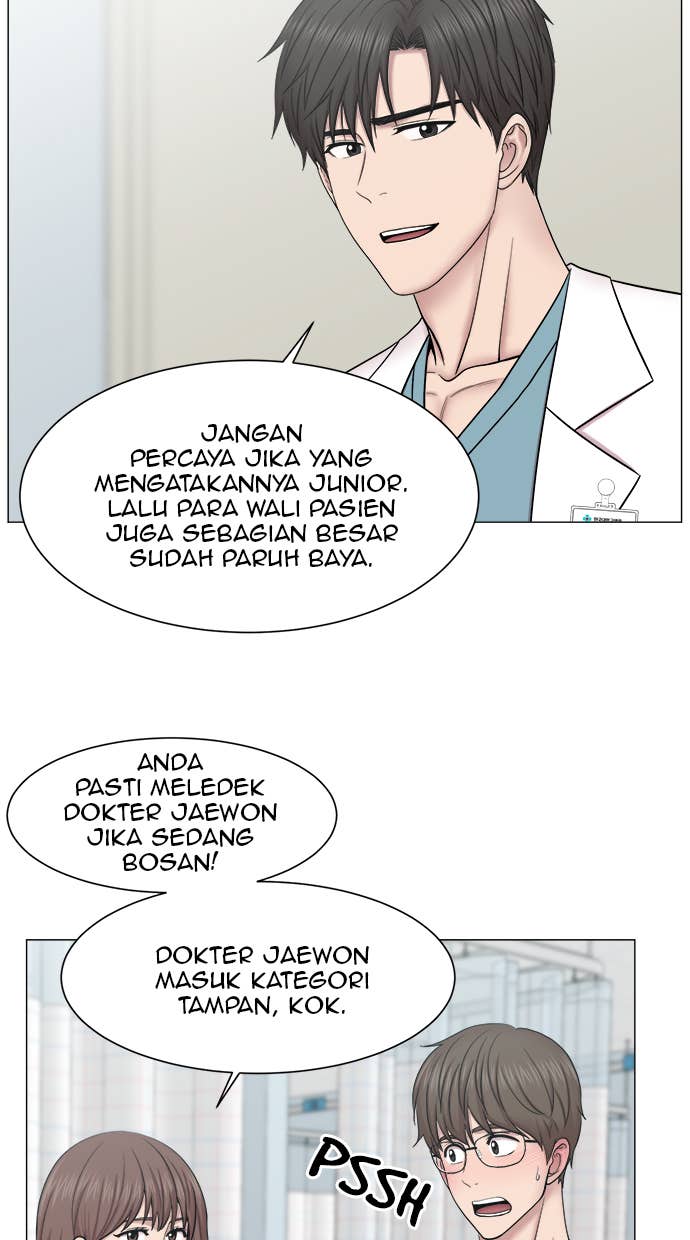 JANGAN
PERCAYA JIKA YANG
MENGATAKANNYA JUNIOR.
LALU PARA WALI PASIEN
JUGA SEBAGIAN BESAR
SUDAH PARUH BAYA.
ANDA
PASTI MELEDEK
DOKTER JAEWON
JIKA SEDANG
BOSAN!
DOKTER JAEWON
MASUK KATEGORI
TAMPAN, KOK.
PSSH